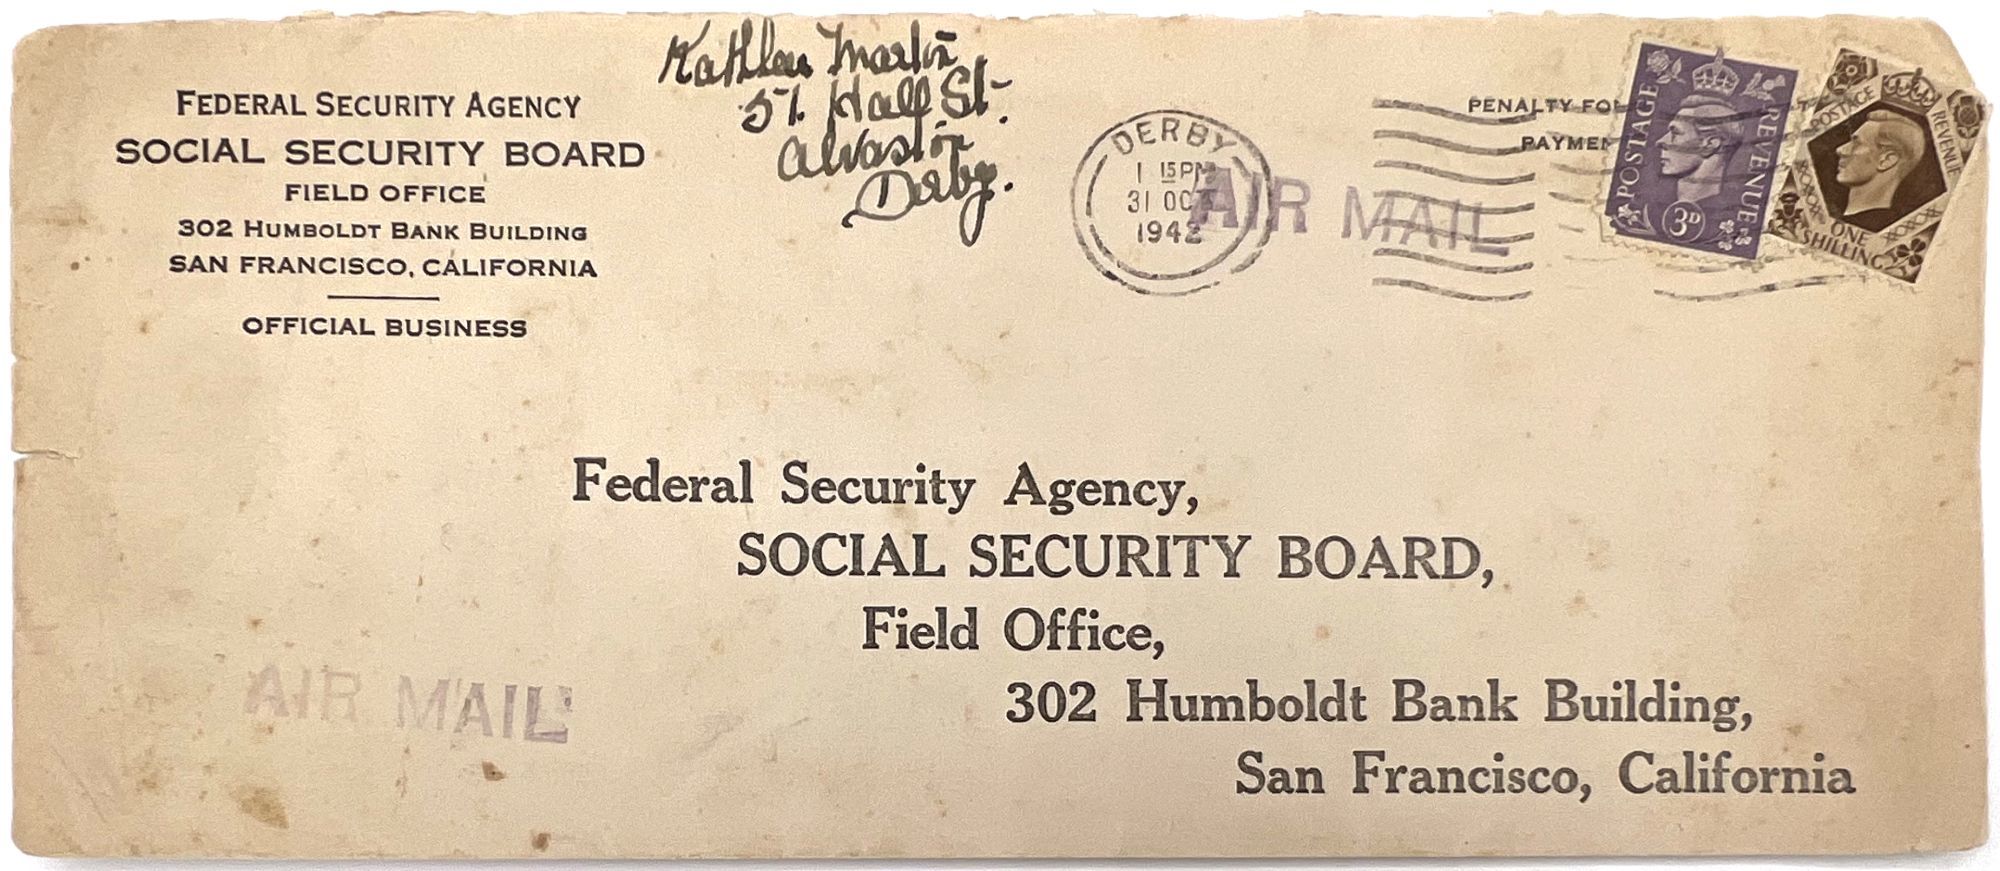 FEDERAL SECURITY AGENCY
SOCIAL SECURITY BOARD
FIELD OFFICE
302 HUMBOLDT BANK BUILDING
SAN FRANCISCO, CALIFORNIA
OFFICIAL BUSINESS
Kathleen Martin
51. Hall St.
Alvaston
Derby.
DERBY
1 15 PM
31 OCT
1942
AIR MAIL
PENALTY FO
PAYMEN
POSTAGE REVENUE
3D
POSTAGE REVENUE
ONE
SHILLING
Federal Security Agency,
SOCIAL SECURITY BOARD,
Field Office,
302 Humboldt Bank Building,
San Francisco, California
AIR MAIL